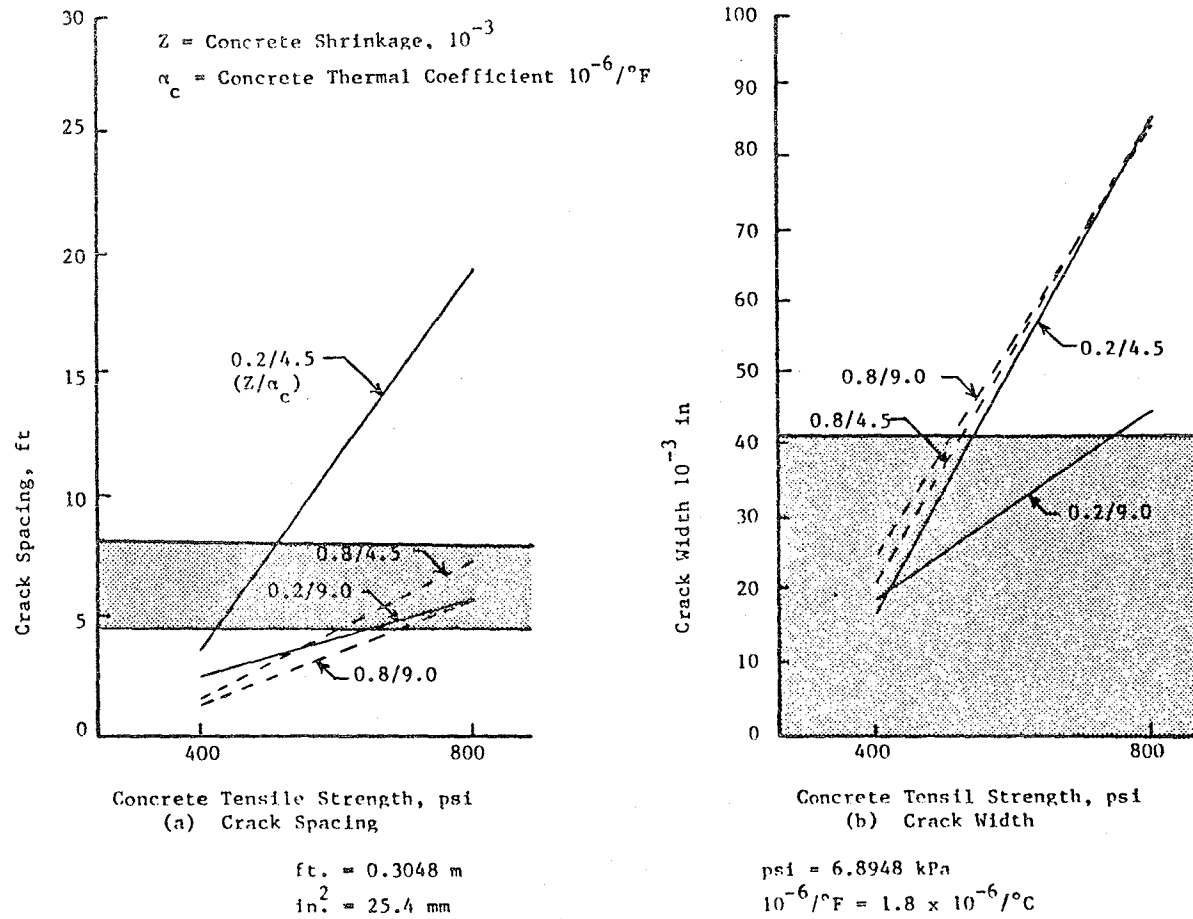 Z = Concrete Shrinkage, 10-3
αc = Concrete Thermal Coefficient 10-6/°F
30
25
20
15
10
5
0
Crack Spacing, ft
0.2/4.5
(Z/αc)
0.8/4.5
0.2/9.0
0.8/9.0
400
800
Concrete Tensile Strength, psi
(a) Crack Spacing
100
90
80
70
60
50
40
30
20
10
0
Crack Width 10-3 in
0.2/4.5
0.8/9.0
0.8/4.5
0.2/9.0
400
800
Concrete Tensil Strength, psi
(b) Crack Width
ft. = 0.3048 m
in.2 = 25.4 mm
psi = 6.8948 kPa
10-6/°F = 1.8 x 10-6/°C